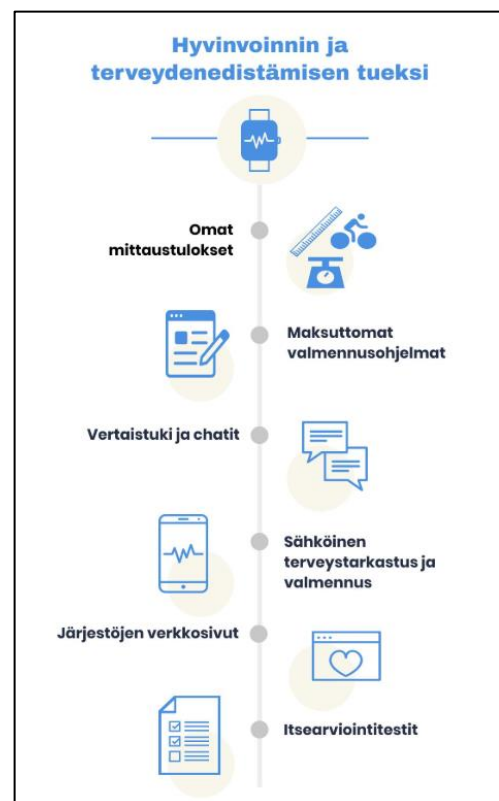 Hyvinvoinnin ja
terveydenedistämisen tueksi
Omat
mittaustulokset
Maksuttomat
valmennusohjelmat
Vertaistuki ja chatit
Sähköinen
terveystarkastus ja
valmennus
Järjestöjen verkkosivut
Itsearviointitestit